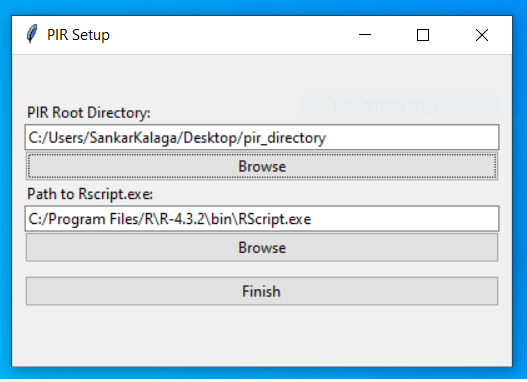 PIR Setup
Full-screen Snip
PIR Root Directory:
C:/Users/SankarKalaga/Desktop/pir_directory
Browse
Path to Rscript.exe:
C:/Program Files/R\R-4.3.2\bin\RScript.exe
Browse
Finish